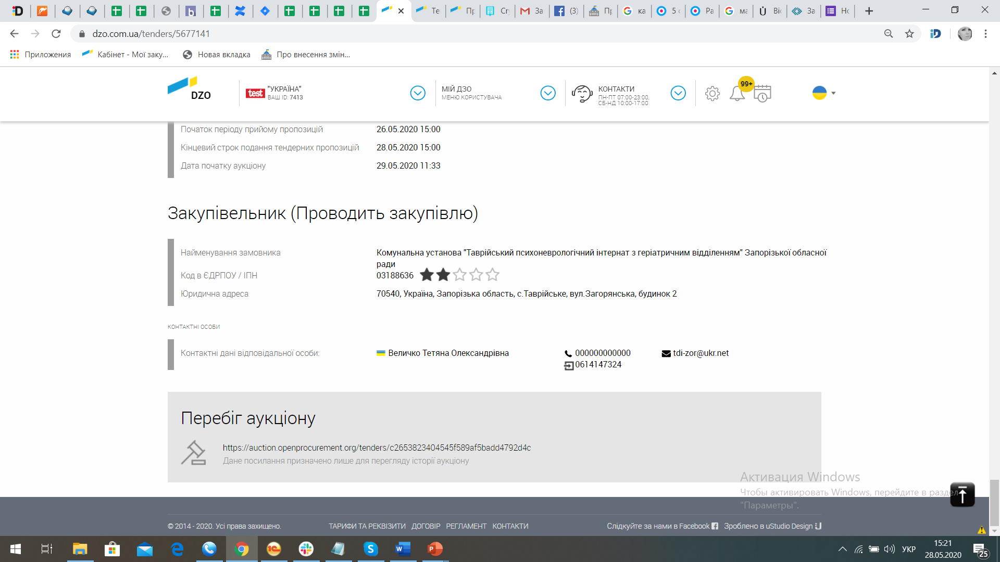 Те
Пр
Ст
За
(3)
Пр
ка
5 с
Ра
ма
Віс
За
Но
dzo.com.ua/tenders/5677141
Приложения
Кабінет - Мої заку...
Новая вкладка
Про внесення змін...
DZO
test "УКРАЇНА"
ВАШ ID: 7413
МІЙ ДЗО
МЕНЮ КОРИСТУВАЧА
КОНТАКТИ
ПН-ПТ 07:00-23:00,
СБ-НД 10:00-17:00
99+
Початок періоду прийому пропозицій 26.05.2020 15:00
Кінцевий строк подання тендерних пропозицій 28.05.2020 15:00
Дата початку аукціону 29.05.2020 11:33
Закупівельник (Проводить закупівлю)
Найменування замовника Комунальна установа "Таврійський психоневрологічний інтернат з геріатричним відділенням" Запорізької обласної
ради
Код в ЄДРПОУ / ІПН 03188636
Юридична адреса 70540, Україна, Запорізька область, с.Таврійське, вул.Загорянська, будинок 2
КОНТАКТНІ ОСОБИ
Контактні дані відповідальної особи: Величко Тетяна Олександрівна 000000000000 tdi-zor@ukr.net
0614147324
Перебіг аукціону
https://auction.openprocurement.org/tenders/c2653823404545f589af5badd4792d4c
Дане посилання призначено лише для перегляду історії аукціону
Активация Windows
Чтобы активировать Windows, перейдите в раздел
"Параметры".
© 2014 - 2020. Усі права захищено. ТАРИФИ ТА РЕКВІЗИТИ ДОГОВІР РЕГЛАМЕНТ КОНТАКТИ Слідкуйте за нами в Facebook Зроблено в uStudio Design
УКР
15:21
28.05.2020
25